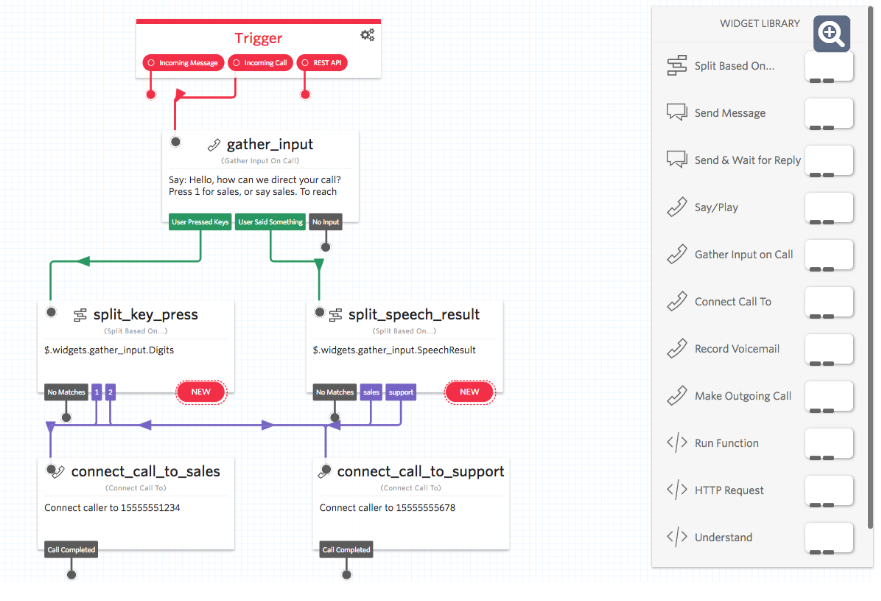 Trigger
Incoming Message
Incoming Call
REST API
gather_input
(Gather Input On Call)
Say: Hello, how can we direct your call?
Press 1 for sales, or say sales. To reach
User Pressed Keys
User Said Something
No Input
split_key_press
(Split Based On...)
$.widgets.gather_input.Digits
No Matches
1
2
NEW
split_speech_result
(Split Based On...)
$.widgets.gather_input.SpeechResult
No Matches
sales
support
NEW
connect_call_to_sales
(Connect Call To)
Connect caller to 15555551234
Call Completed
connect_call_to_support
(Connect Call To)
Connect caller to 15555555678
Call Completed
WIDGET LIBRARY
Split Based On...
Send Message
Send & Wait for Reply
Say/Play
Gather Input on Call
Connect Call To
Record Voicemail
Make Outgoing Call
Run Function
HTTP Request
Understand